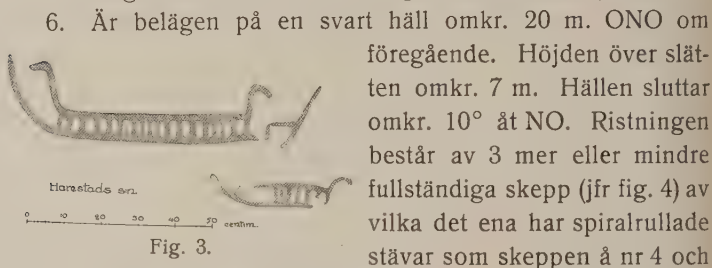 6. Är belägen på en svart häll omkr. 20 m. ONO om
föregående. Höjden över slät-
ten omkr. 7 m. Hällen sluttar
omkr. 10° åt NO. Ristningen
består av 3 mer eller mindre
fullständiga skepp (jfr fig. 4) av
vilka det ena har spiralrullade
stävar som skeppen å nr 4 och
Harestads sn.
0 10 20 30 40 50 centim.
Fig. 3.